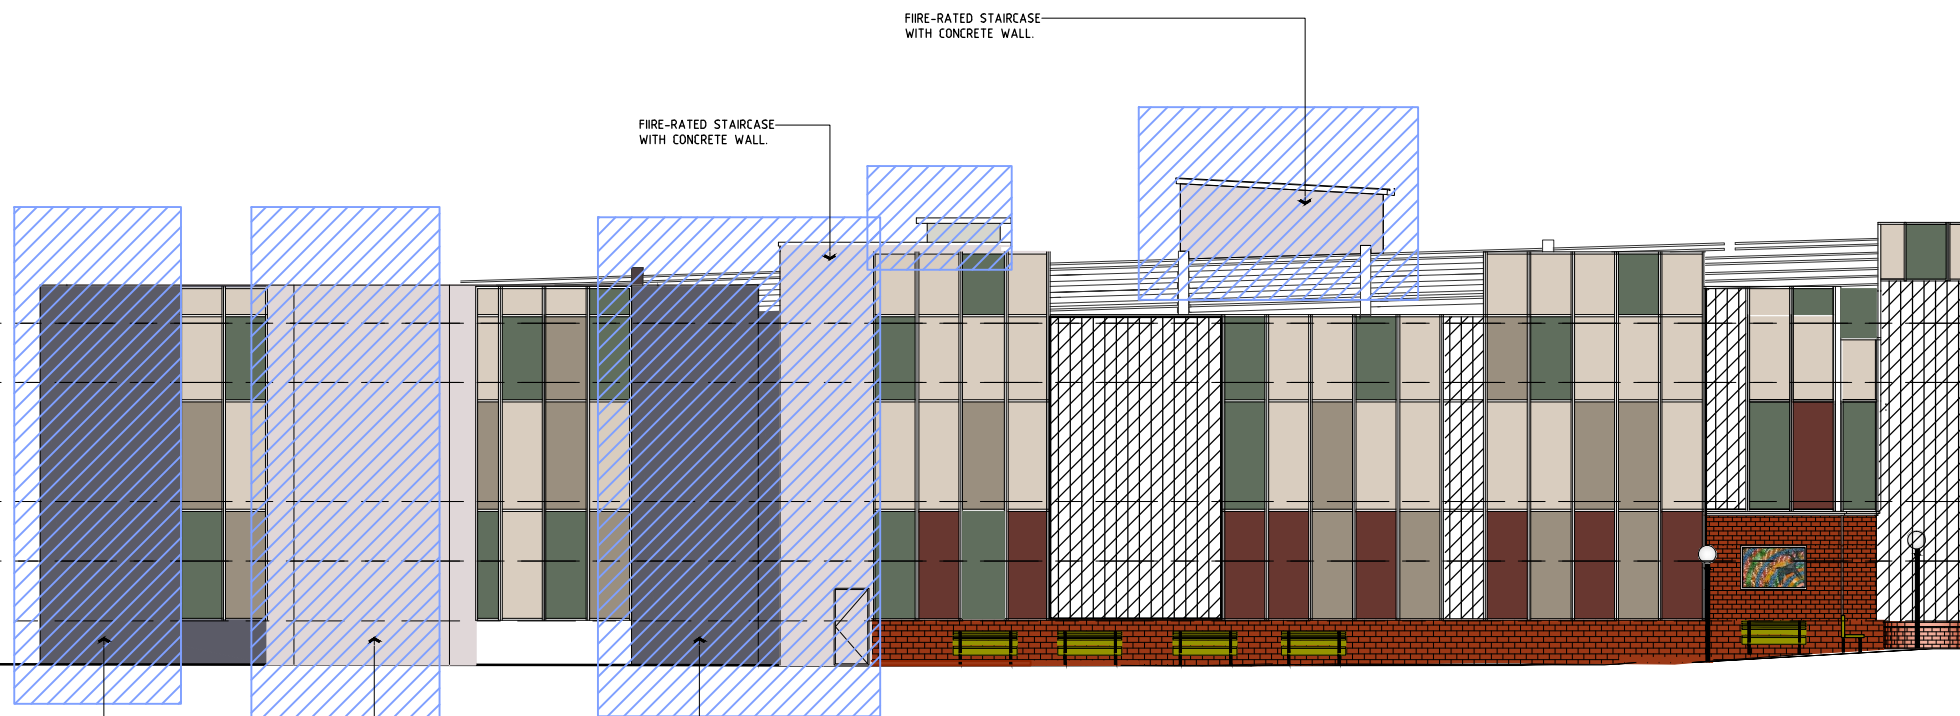 FIIRE-RATED STAIRCASE
WITH CONCRETE WALL.
FIIRE-RATED STAIRCASE
WITH CONCRETE WALL.